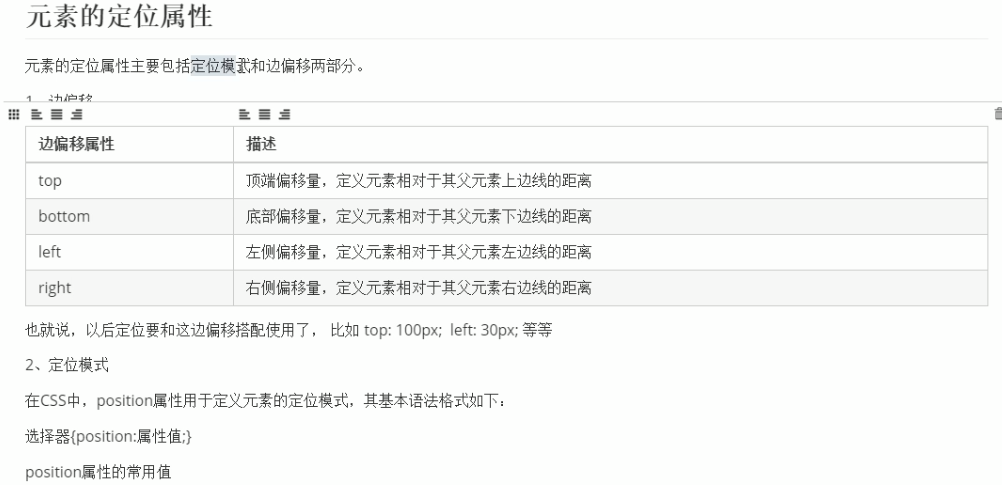 元素的定位属性
元素的定位属性主要包括定位模式和边偏移两部分。
1、边偏移
边偏移属性 描述
top 顶端偏移量，定义元素相对于其父元素上边线的距离
bottom 底部偏移量，定义元素相对于其父元素下边线的距离
left 左侧偏移量，定义元素相对于其父元素左边线的距离
right 右侧偏移量，定义元素相对于其父元素右边线的距离
也就说，以后定位要和这边偏移搭配使用了， 比如 top: 100px; left: 30px; 等等
2、定位模式
在CSS中，position属性用于定义元素的定位模式，其基本语法格式如下：
选择器{position:属性值;}
position属性的常用值